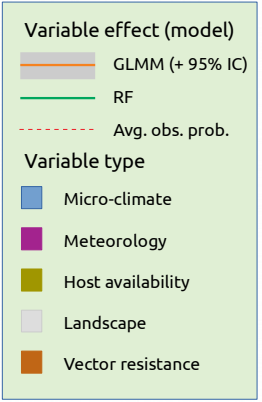 Variable effect (model)
GLMM (+ 95% IC)
RF
Avg. obs. prob.
Variable type
Micro-climate
Meteorology
Host availability
Landscape
Vector resistance